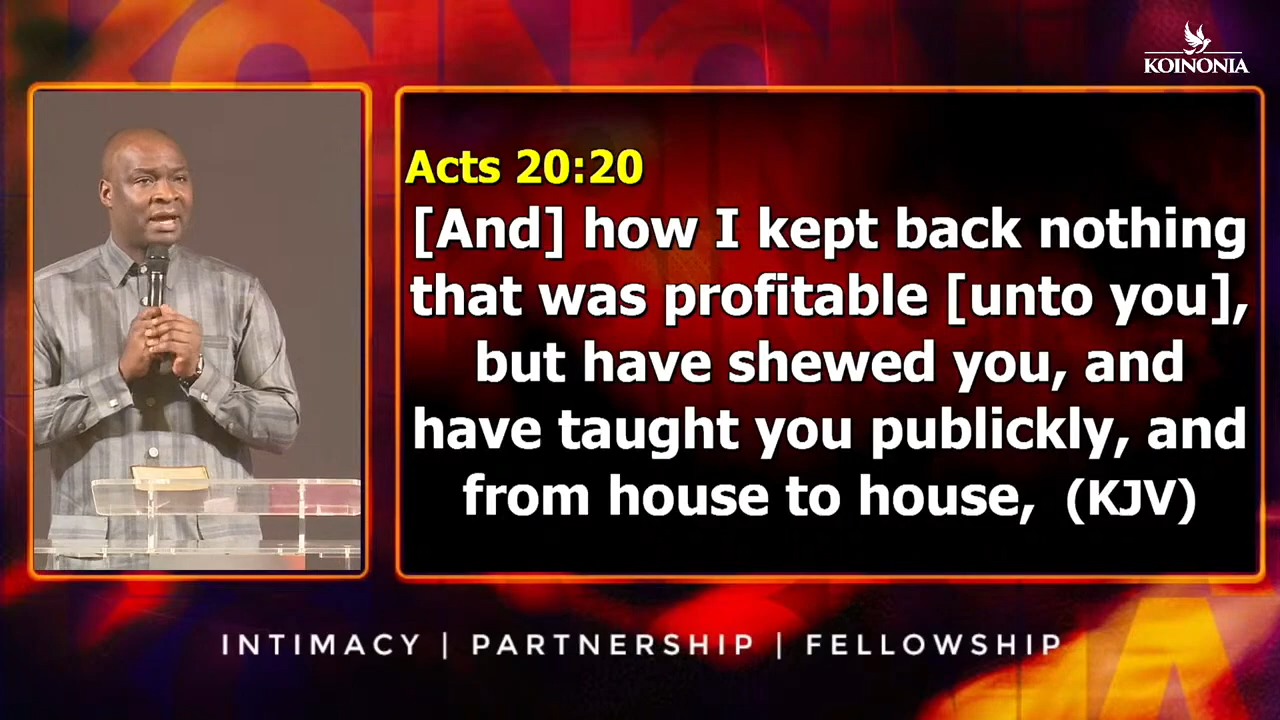 KOINONIA
Acts 20:20
[And] how I kept back nothing
that was profitable [unto you],
but have shewed you, and
have taught you publickly, and
from house to house, (KJV)
INTIMACY | PARTNERSHIP | FELLOWSHIP